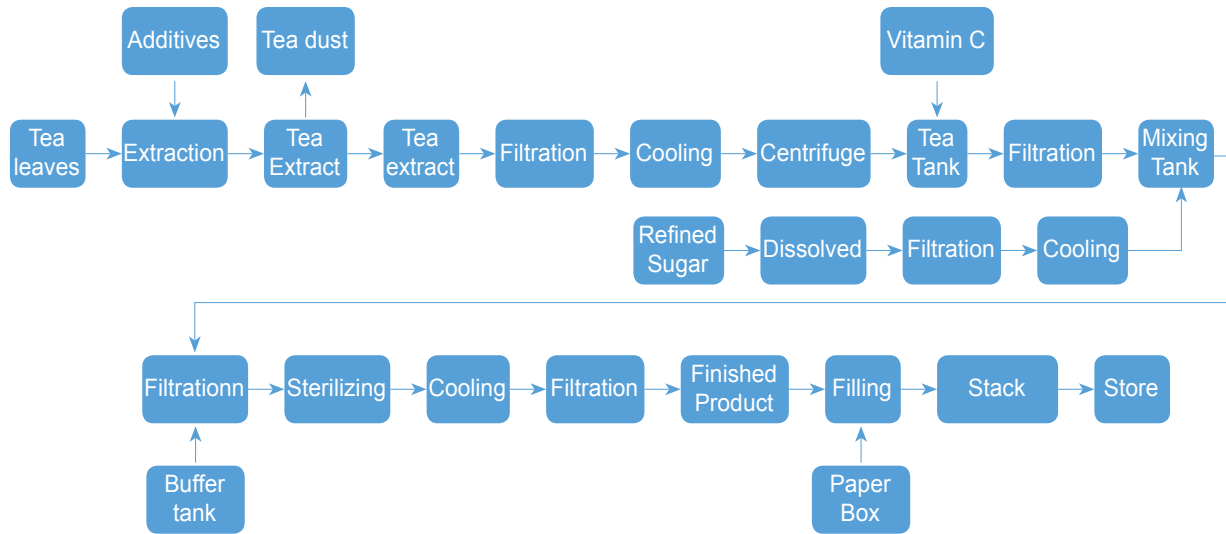 Additives
Tea dust
Vitamin C
Tea
leaves
Extraction
Tea
Extract
Tea
extract
Filtration
Cooling
Centrifuge
Tea
Tank
Filtration
Mixing
Tank
Refined
Sugar
Dissolved
Filtration
Cooling
Filtrationn
Sterilizing
Cooling
Filtration
Finished
Product
Filling
Stack
Store
Buffer
tank
Paper
Box